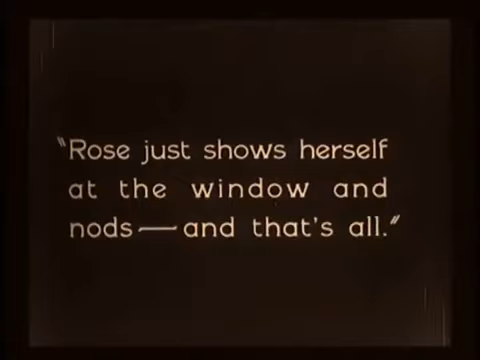 "Rose just shows herself
at the window and
nods—and that's all."